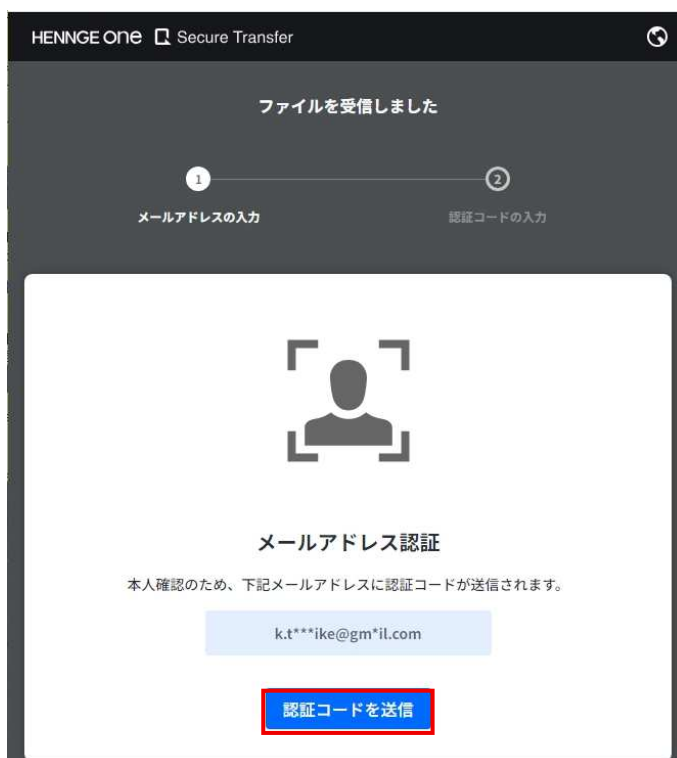 HENNGE One Secure Transfer
ファイルを受信しました
1
2
メールアドレスの入力
認証コードの入力
メールアドレス認証
本人確認のため、下記メールアドレスに認証コードが送信されます。
k.t***ike@gm*il.com
認証コードを送信